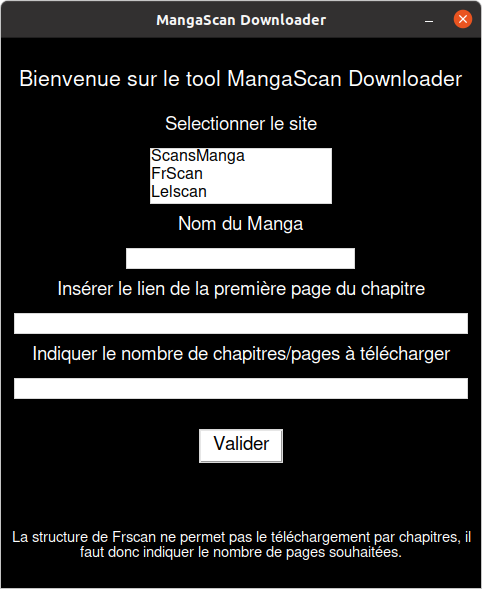 MangaScan Downloader
Bienvenue sur le tool MangaScan Downloader
Selectionner le site
ScansManga
FrScan
Lelscan
Nom du Manga
Insérer le lien de la première page du chapitre
Indiquer le nombre de chapitres/pages à télécharger
Valider
La structure de Frscan ne permet pas le téléchargement par chapitres, il
faut donc indiquer le nombre de pages souhaitées.